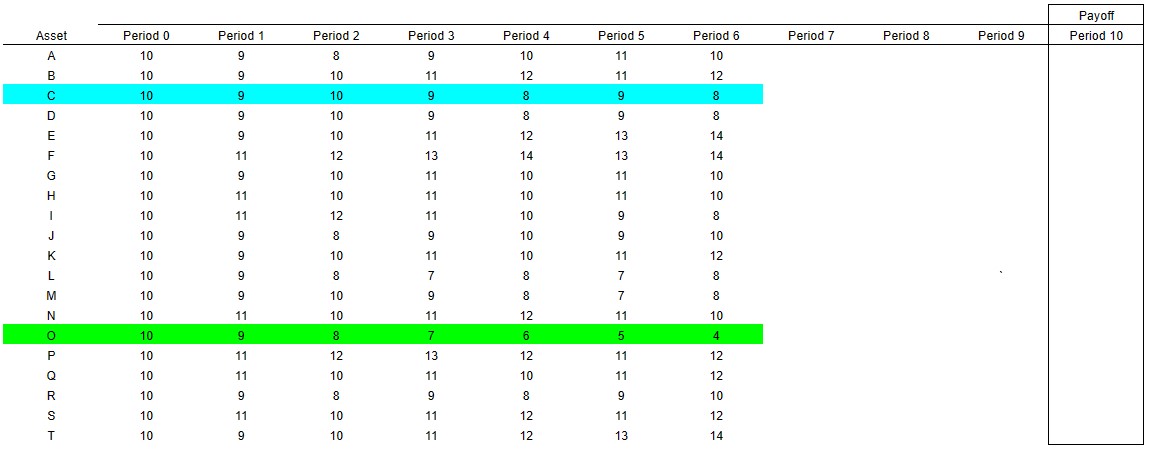 Payoff
Asset Period 0 Period 1 Period 2 Period 3 Period 4 Period 5 Period 6 Period 7 Period 8 Period 9 Period 10
A 10 9 8 9 10 11 10
B 10 9 10 11 12 11 12
C 10 9 10 9 8 9 8
D 10 9 10 9 8 9 8
E 10 9 10 11 12 13 14
F 10 11 12 13 14 13 14
G 10 9 10 11 10 11 10
H 10 11 10 11 10 11 10
I 10 11 12 11 10 9 8
J 10 9 8 9 10 9 10
K 10 9 10 11 10 11 12
L 10 9 8 7 8 7 8 `
M 10 9 10 9 8 7 8
N 10 11 10 11 12 11 10
O 10 9 8 7 6 5 4
P 10 11 12 13 12 11 12
Q 10 11 10 11 10 11 12
R 10 9 8 9 8 9 10
S 10 11 10 11 12 11 12
T 10 9 10 11 12 13 14